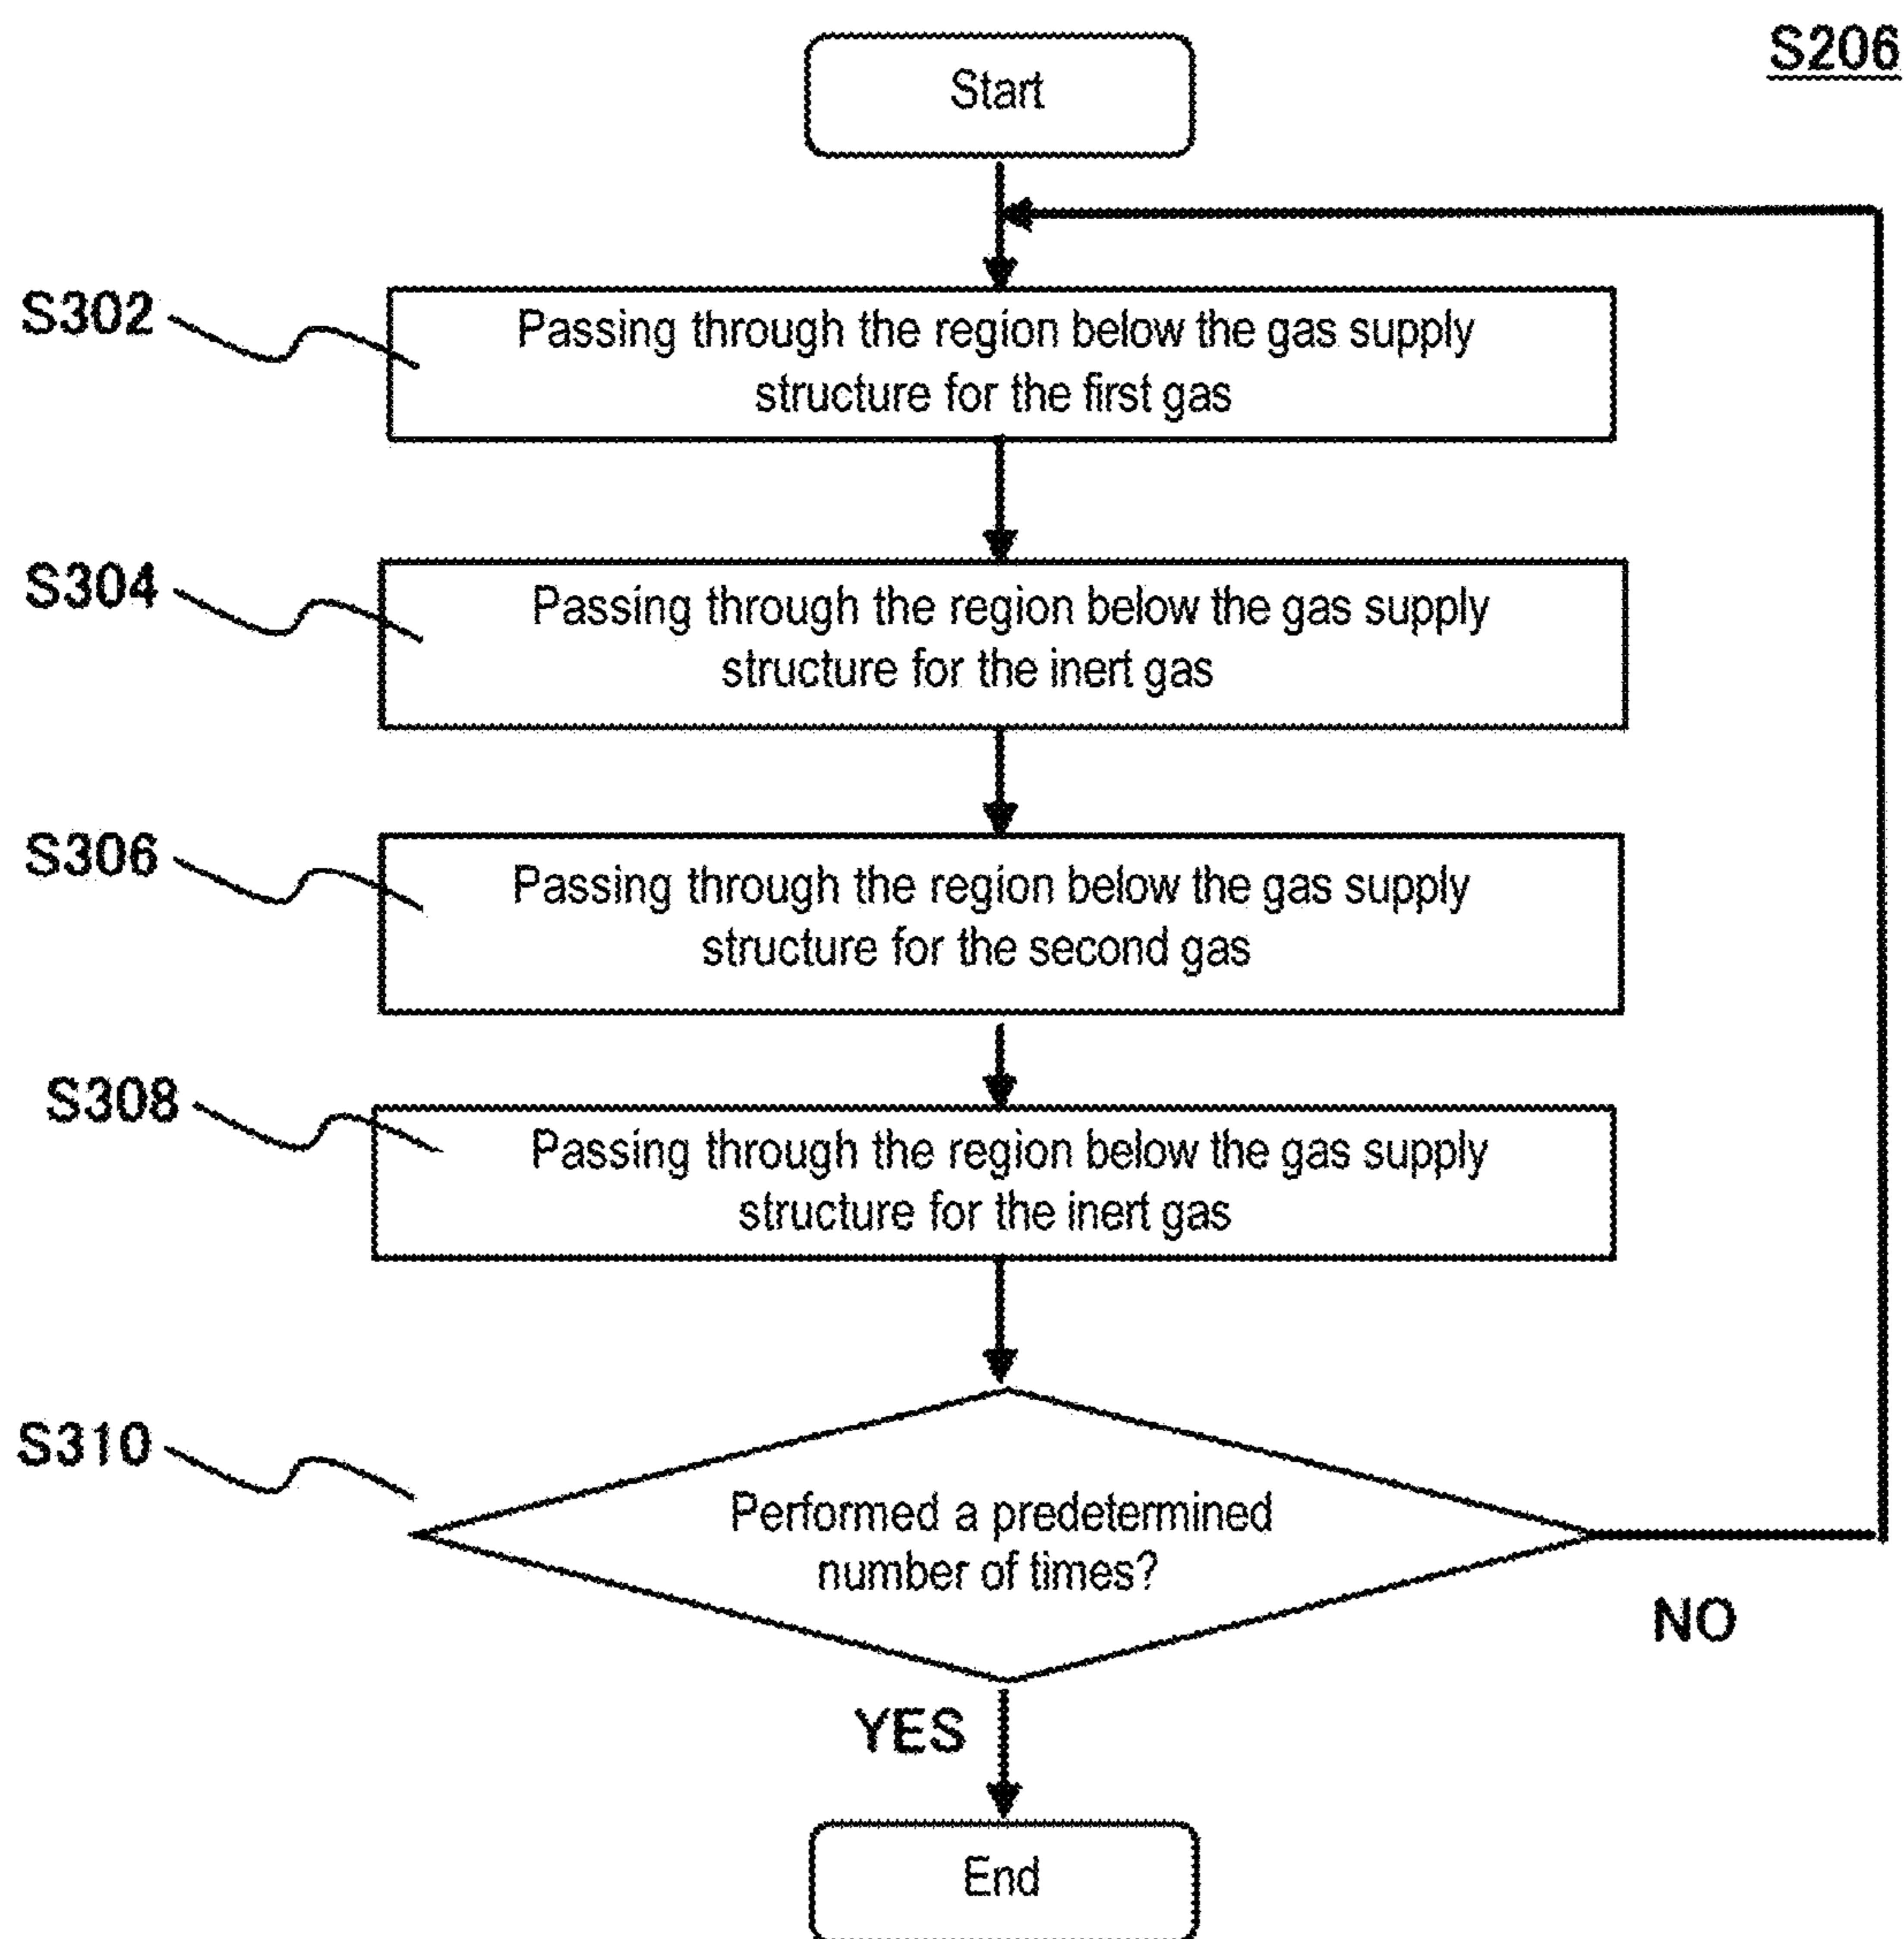 S206
Start
S302
Passing through the region below the gas supply
structure for the first gas
S304
Passing through the region below the gas supply
structure for the inert gas
S306
Passing through the region below the gas supply
structure for the second gas
S308
Passing through the region below the gas supply
structure for the inert gas
S310
Performed a predetermined
number of times?
NO
YES
End